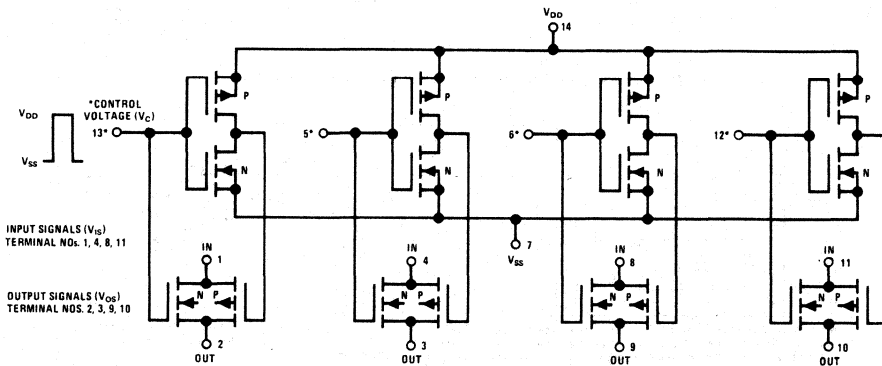 VDD
14
*CONTROL
VOLTAGE (VC)
VDD
VSS
13*
P
N
5*
P
N
6*
P
N
12*
P
N
7
VSS
INPUT SIGNALS (VIS)
TERMINAL NOs. 1, 4, 8, 11
OUTPUT SIGNALS (VOS)
TERMINAL NOS. 2, 3, 9, 10
IN
1
N P
2
OUT
IN
4
N P
3
OUT
IN
8
N P
9
OUT
IN
11
N P
10
OUT